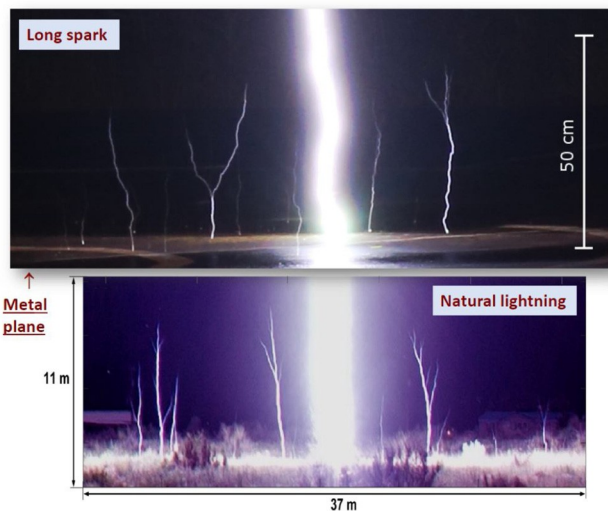 Long spark
50 cm
↑
Metal
plane
Natural lightning
11 m
37 m